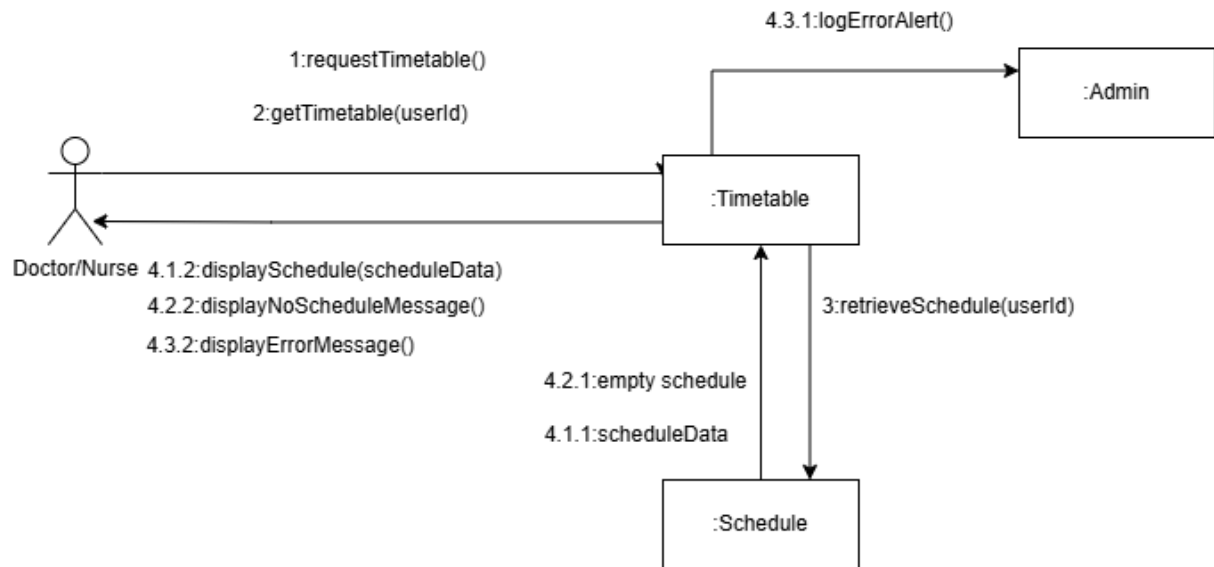 4.3.1:logErrorAlert()
1:requestTimetable()
:Admin
2:getTimetable(userId)
:Timetable
Doctor/Nurse
4.1.2:displaySchedule(scheduleData)
4.2.2:displayNoScheduleMessage()
3:retrieveSchedule(userId)
4.3.2:displayErrorMessage()
4.2.1:empty schedule
4.1.1:scheduleData
:Schedule